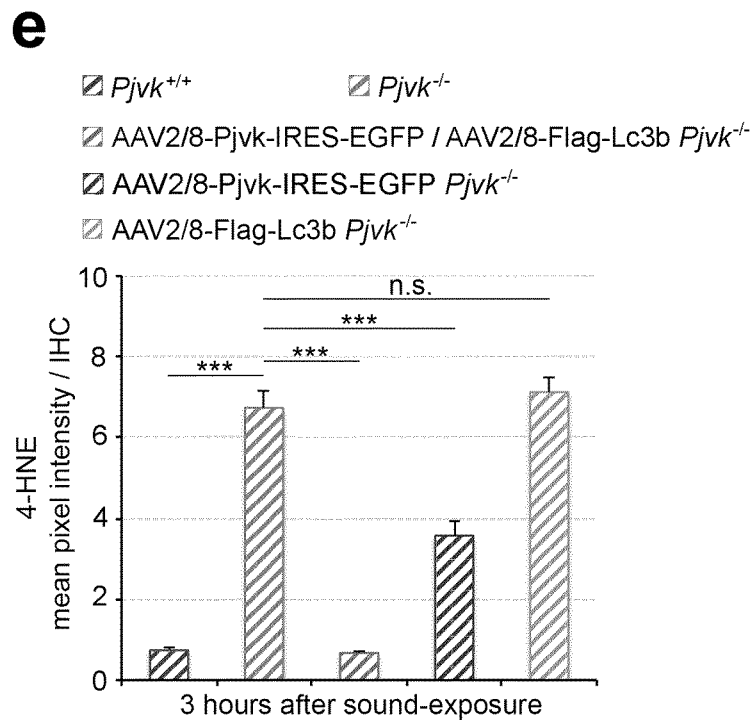 e
Pjvk+/+ Pjvk-/-
AAV2/8-Pjvk-IRES-EGFP / AAV2/8-Flag-Lc3b Pjvk-/-
AAV2/8-Pjvk-IRES-EGFP Pjvk-/-
AAV2/8-Flag-Lc3b Pjvk-/-
4-HNE
mean pixel intensity / IHC
10
8
6
4
2
0
n.s.
***
*** ***
3 hours after sound-exposure